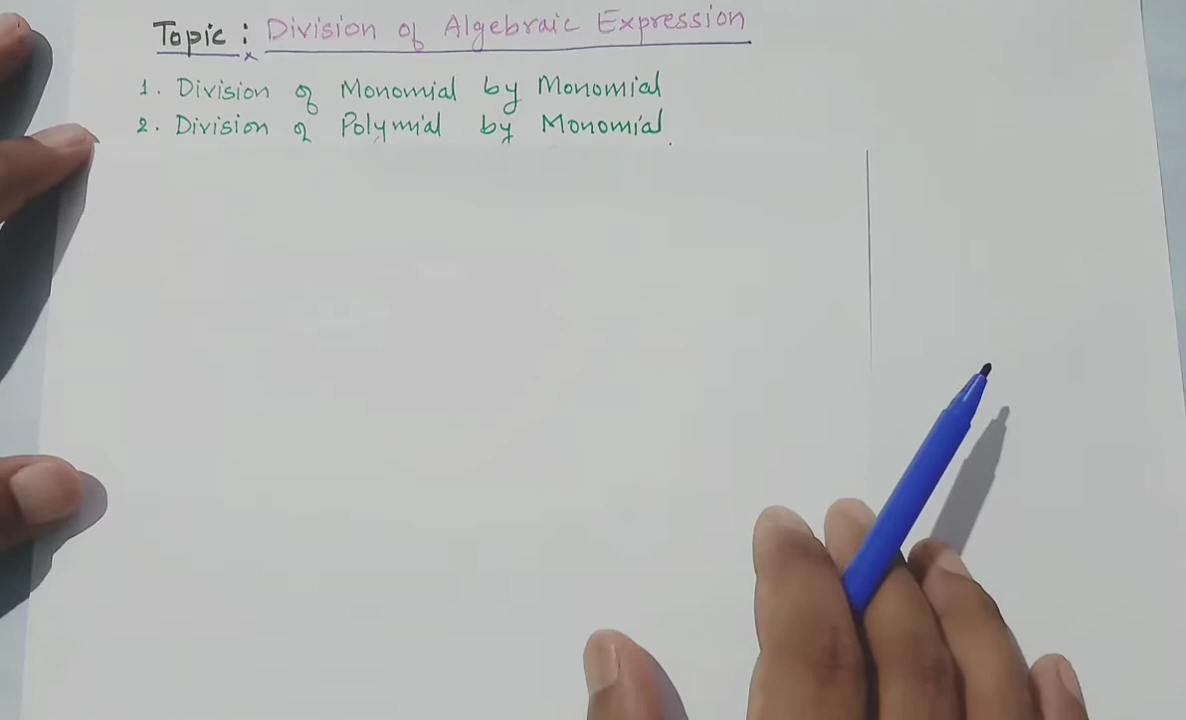 Topic : Division of Algebraic Expression
1. Division of Monomial by Monomial
2. Division of Polymial by Monomial.